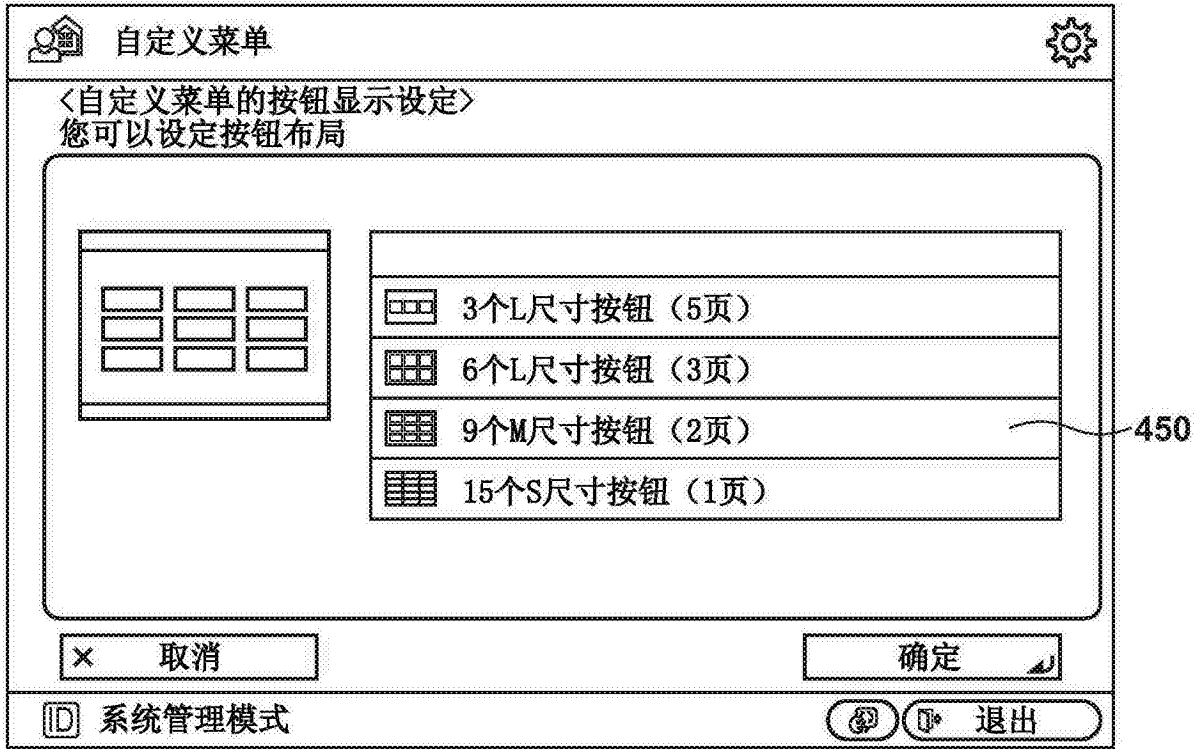 自定义菜单
<自定义菜单的按钮显示设定>
您可以设定按钮布局
3个L尺寸按钮（5页）
6个L尺寸按钮（3页）
9个M尺寸按钮（2页）
450
15个S尺寸按钮（1页）
× 取消
确定
ID 系统管理模式
退出